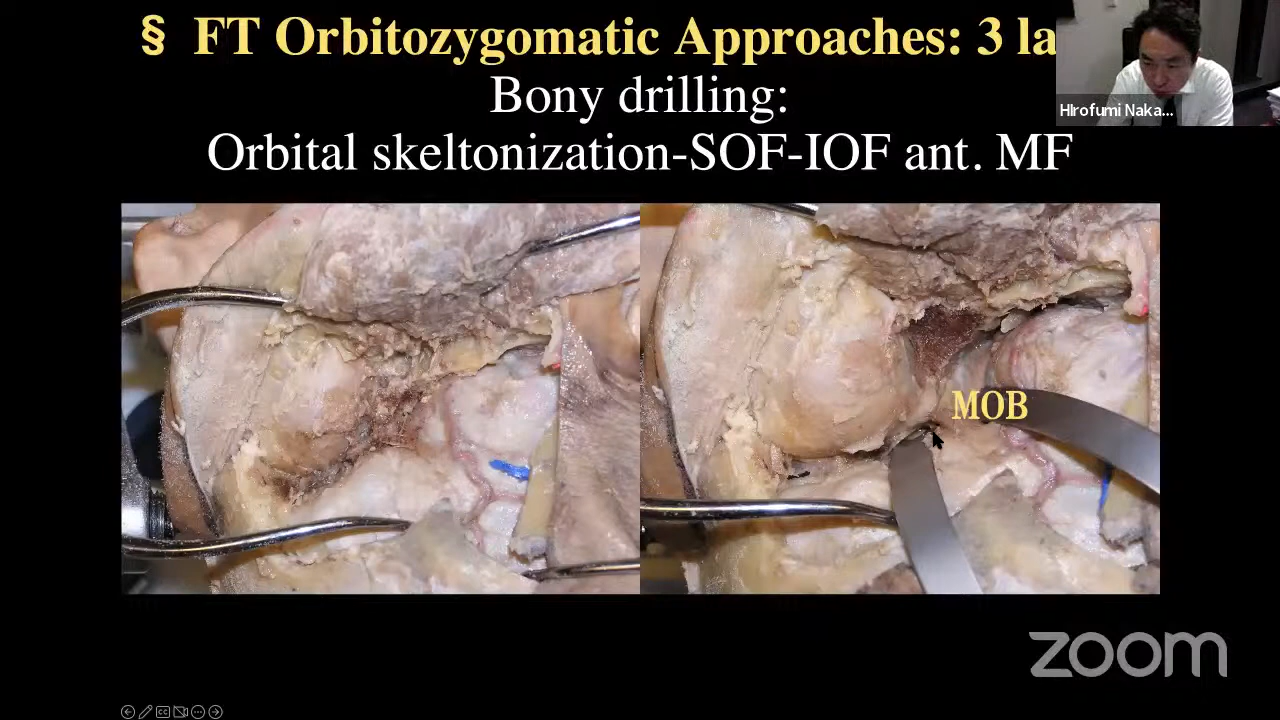 § FT Orbitozygomatic Approaches: 3 la
Hirofumi Naka...
Bony drilling:
Orbital skeltonization-SOF-IOF ant. MF
MOB
zoom